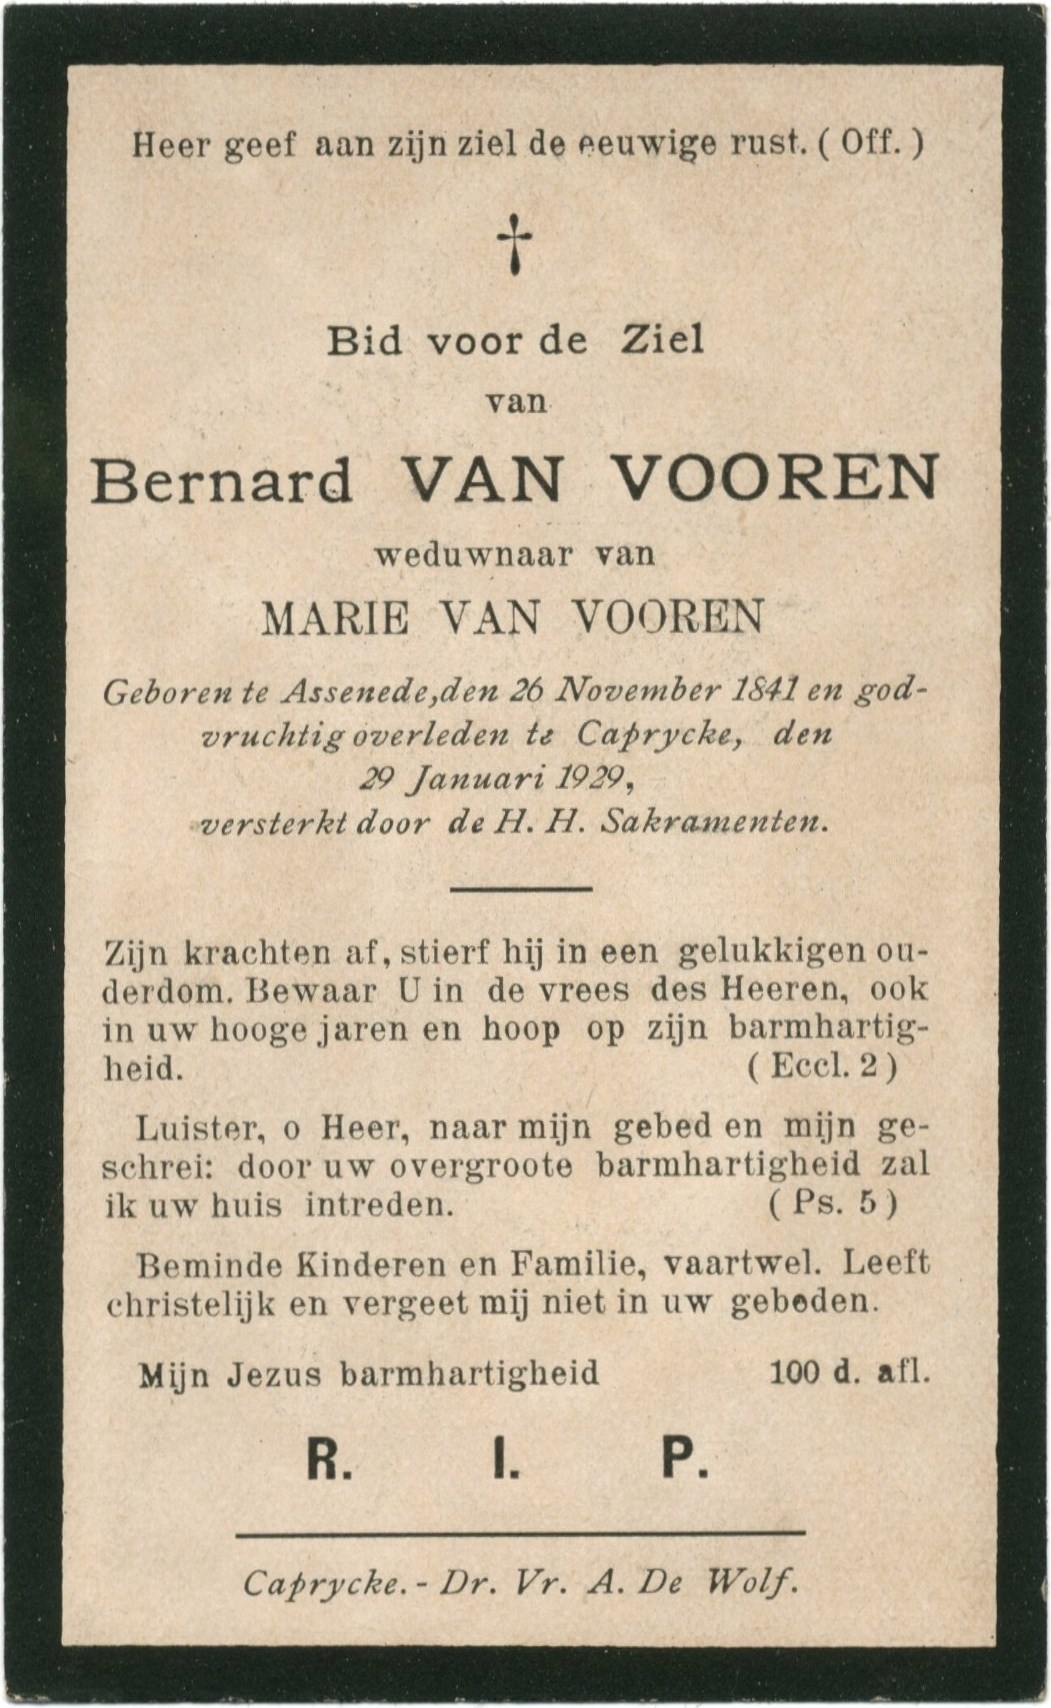 Heer geef aan zijn ziel de eeuwige rust. ( Off. )
†
Bid voor de Ziel
van
Bernard VAN VOOREN
weduwnaar van
MARIE VAN VOOREN
Geboren te Assenede, den 26 November 1841 en god-
vruchtig overleden te Caprycke, den
29 Januari 1929,
versterkt door de H. H. Sakramenten.
Zijn krachten af, stierf hij in een gelukkigen ou-
derdom. Bewaar U in de vrees des Heeren, ook
in uw hooge jaren en hoop op zijn barmhartig-
heid. ( Eccl. 2 )
Luister, o Heer, naar mijn gebed en mijn ge-
schrei: door uw overgroote barmhartigheid zal
ik uw huis intreden. ( Ps. 5 )
Beminde Kinderen en Familie, vaartwel. Leeft
christelijk en vergeet mij niet in uw gebeden.
Mijn Jezus barmhartigheid 100 d. afl.
R. I. P.
Caprycke. - Dr. Vr. A. De Wolf.